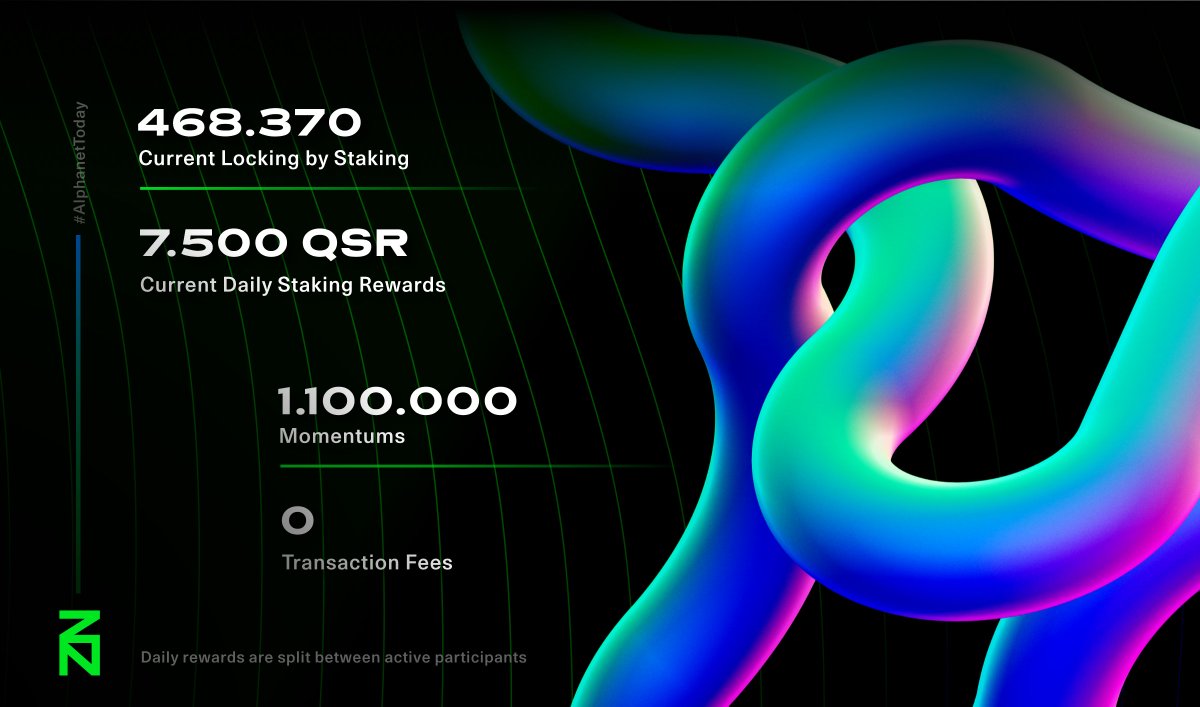 #AlphanetToday
468.370
Current Locking by Staking
7.500 QSR
Current Daily Staking Rewards
1.100.000
Momentums
0
Transaction Fees
Daily rewards are split between active participants